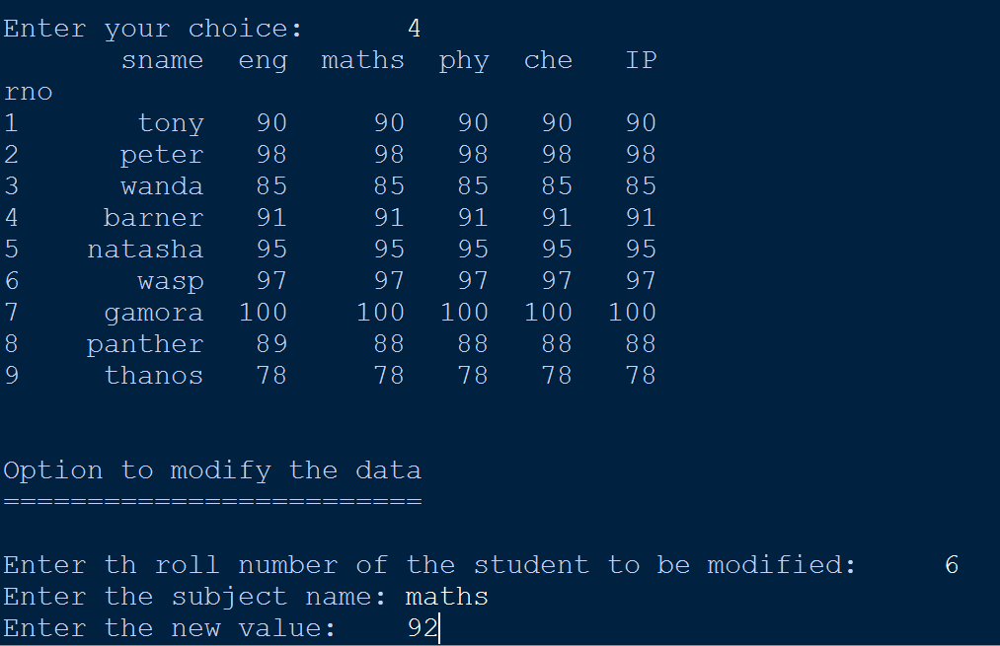 Enter your choice: 4
sname eng maths phy che IP
rno
1 tony 90 90 90 90 90
2 peter 98 98 98 98 98
3 wanda 85 85 85 85 85
4 barner 91 91 91 91 91
5 natasha 95 95 95 95 95
6 wasp 97 97 97 97 97
7 gamora 100 100 100 100 100
8 panther 89 88 88 88 88
9 thanos 78 78 78 78 78
Option to modify the data
=========================
Enter th roll number of the student to be modified: 6
Enter the subject name: maths
Enter the new value: 92